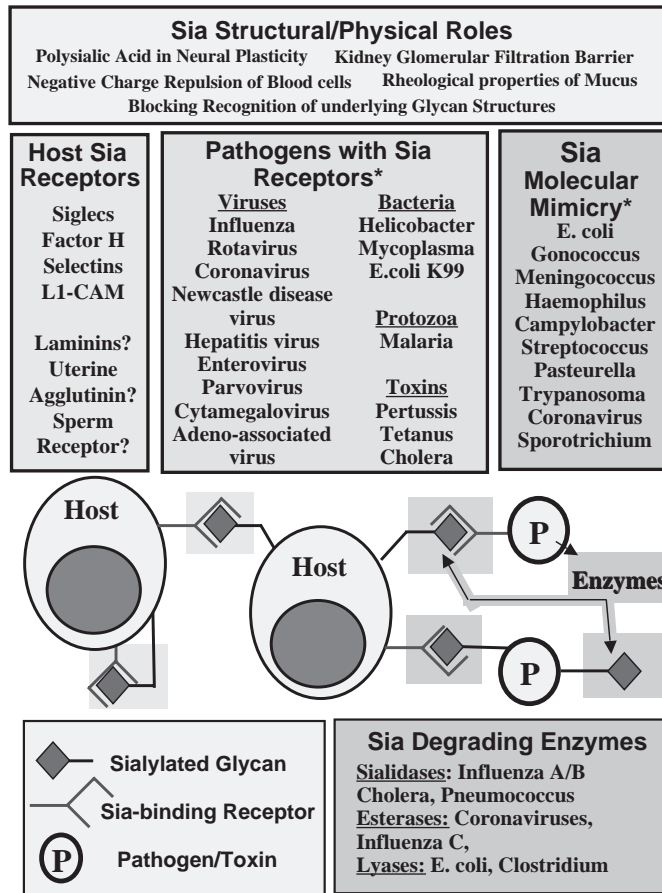 Sia Structural/Physical Roles
Polysialic Acid in Neural Plasticity Kidney Glomerular Filtration Barrier
Negative Charge Repulsion of Blood cells Rheological properties of Mucus
Blocking Recognition of underlying Glycan Structures
Host Sia
Receptors
Siglecs
Factor H
Selectins
L1-CAM
Laminins?
Uterine
Agglutinin?
Sperm
Receptor?
Pathogens with Sia
Receptors*
Viruses
Influenza
Rotavirus
Coronavirus
Newcastle disease
virus
Hepatitis virus
Enterovirus
Parvovirus
Cytamegalovirus
Adeno-associated
virus
Bacteria
Helicobacter
Mycoplasma
E.coli K99
Protozoa
Malaria
Toxins
Pertussis
Tetanus
Cholera
Sia
Molecular
Mimicry*
E. coli
Gonococcus
Meningococcus
Haemophilus
Campylobacter
Streptococcus
Pasteurella
Trypanosoma
Coronavirus
Sporotrichium
Host
Host
P
Enzymes
P
Sialylated Glycan
Sia-binding Receptor
P
Pathogen/Toxin
Sia Degrading Enzymes
Sialidases: Influenza A/B
Cholera, Pneumococcus
Esterases: Coronaviruses,
Influenza C,
Lyases: E. coli, Clostridium